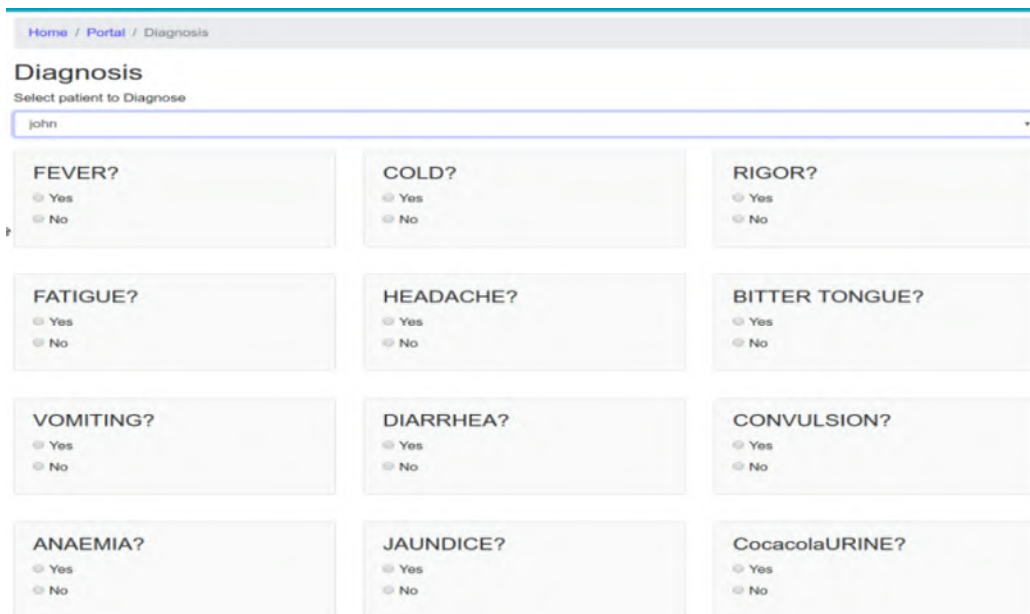 Home / Portal / Diagnosis
Diagnosis
Select patient to Diagnose
john
FEVER?
Yes
No
COLD?
Yes
No
RIGOR?
Yes
No
FATIGUE?
Yes
No
HEADACHE?
Yes
No
BITTER TONGUE?
Yes
No
VOMITING?
Yes
No
DIARRHEA?
Yes
No
CONVULSION?
Yes
No
ANAEMIA?
Yes
No
JAUNDICE?
Yes
No
CocacolaURINE?
Yes
No